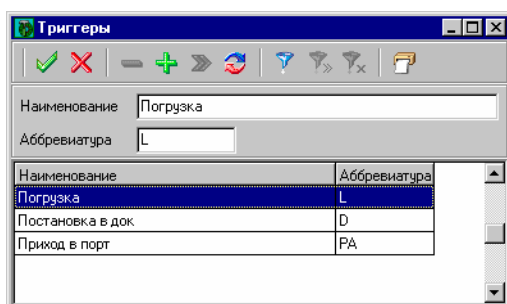 Триггеры
Наименование Погрузка
Аббревиатура L
Наименование Аббревиатура
Погрузка L
Постановка в док D
Приход в порт PA